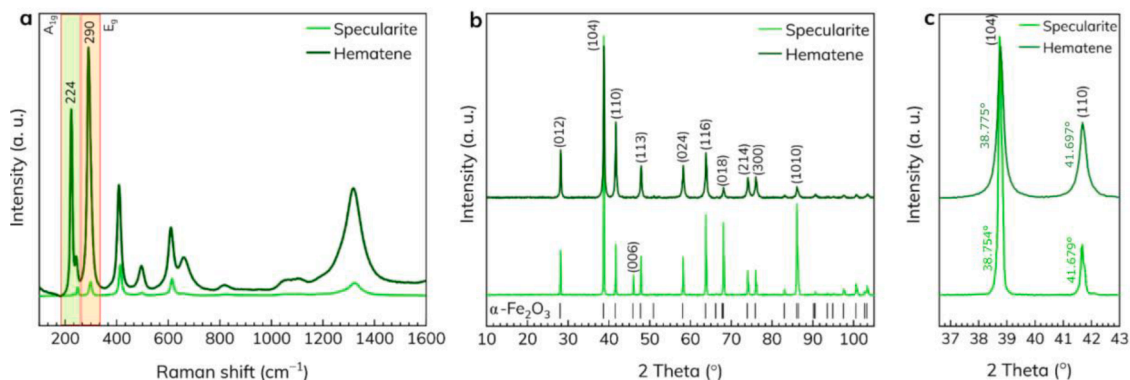 a
A1g
224
290
Eg
Specularite
Hematene
Intensity (a. u.)
200 400 600 800 1000 1200 1400 1600
Raman shift (cm⁻¹)
b
Specularite
Hematene
(012)
(104)
(110)
(113)
(024)
(116)
(018)
(214)
(300)
(1010)
(006)
α-Fe₂O₃
Intensity (a. u.)
10 20 30 40 50 60 70 80 90 100
2 Theta (°)
c
Specularite
Hematene
(104)
(110)
38.775°
41.697°
38.754°
41.679°
Intensity (a. u.)
37 38 39 40 41 42 43
2 Theta (°)